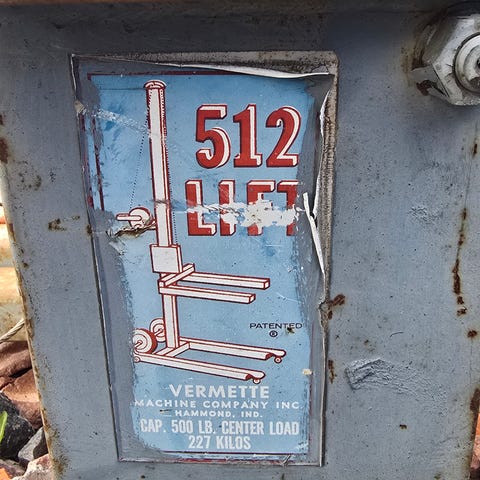 512
LIFT
PATENTED
®
VERMETTE
MACHINE COMPANY INC.
HAMMOND, IND.
CAP. 500 LB. CENTER LOAD
227 KILOS